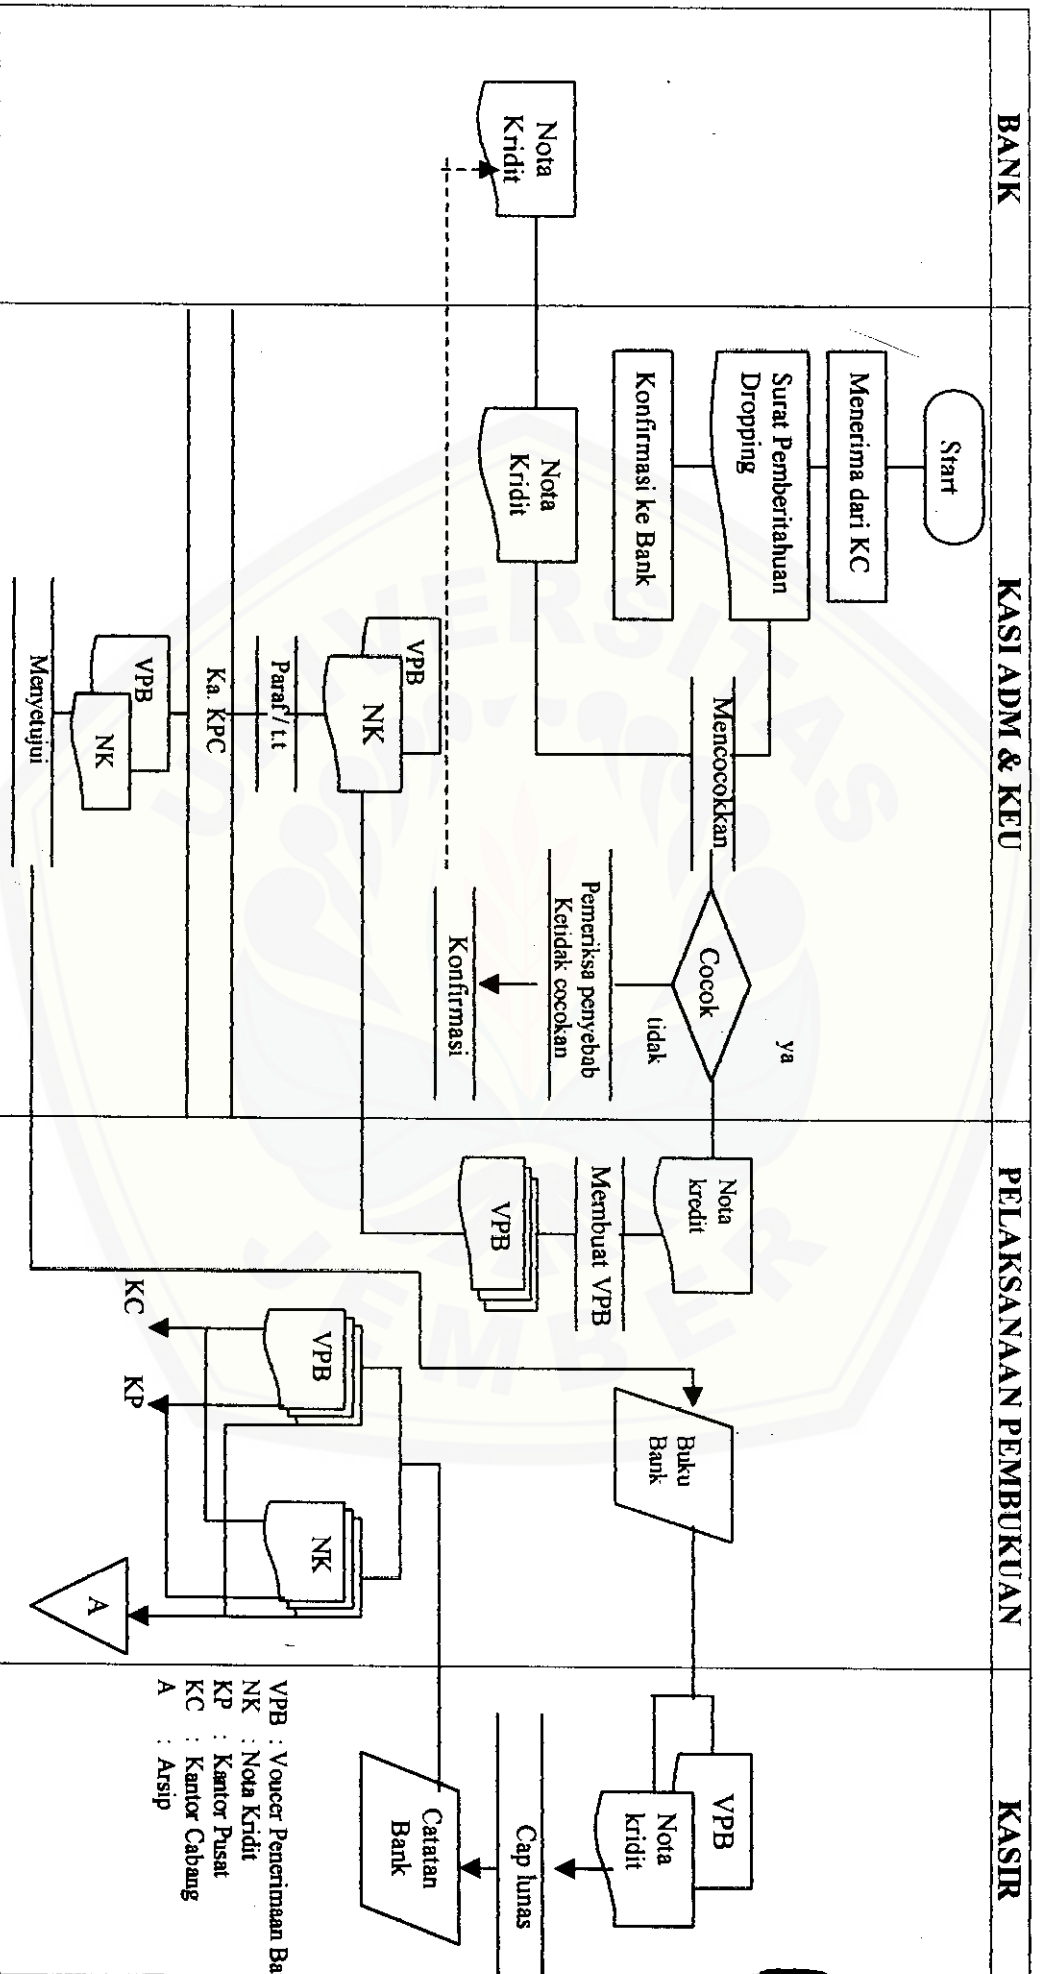 BANK
KASI ADM & KEU
PELAKSANAAN PEMBUKUAN
KASIR
Nota
Kridit
Start
Menerima dari KC
Surat Pemberitahuan
Dropping
Konfirmasi ke Bank
Nota
Kridit
Mencocokkan
Cocok
ya
tidak
Pemeriksa penyebab
Ketidak cocokan
Konfirmasi
VPB
NK
Paraf / t.t
Ka. KPC
VPB
NK
Menyetujui
Nota
kredit
Membuat VPB
VPB
Buku
Bank
VPB
NK
KC
KP
A
VPB
Nota
kridit
Cap lunas
Catatan
Bank
VPB : Voucer Penerimaan Ba
NK : Nota Kridit
KP : Kantor Pusat
KC : Kantor Cabang
A : Arsip
UNIVERSITAS
JEMBER